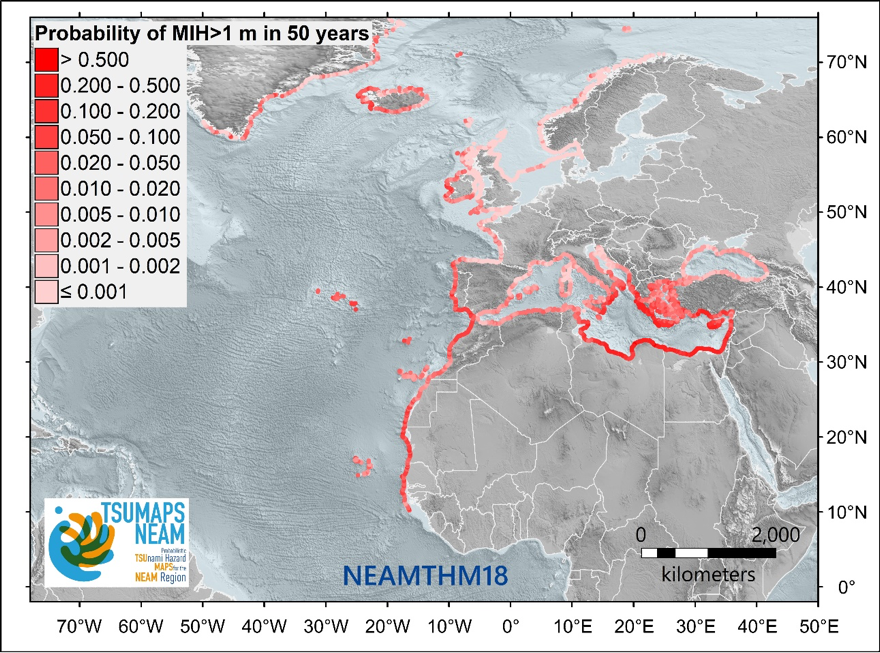 Probability of MIH>1 m in 50 years
> 0.500
0.200 - 0.500
0.100 - 0.200
0.050 - 0.100
0.020 - 0.050
0.010 - 0.020
0.005 - 0.010
0.002 - 0.005
0.001 - 0.002
≤ 0.001
70°N
60°N
50°N
40°N
30°N
20°N
10°N
0°
TSUMAPS
NEAM
Probabilistic
TSUnami Hazard
MAPS for the
NEAM Region
NEAMTHM18
0 2,000
kilometers
70°W 60°W 50°W 40°W 30°W 20°W 10°W 0° 10°E 20°E 30°E 40°E 50°E